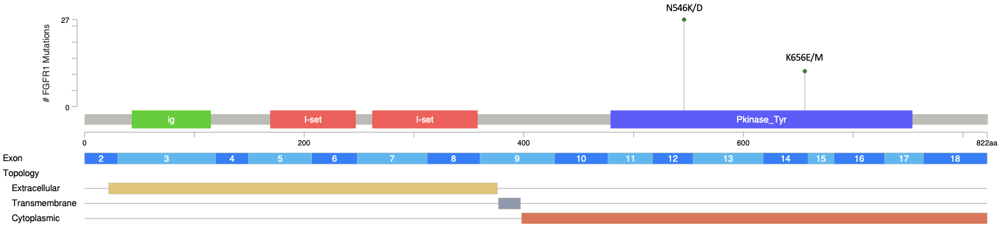 N546K/D
27
K656E/M
# FGFR1 Mutations
0
ig I-set I-set Pkinase_Tyr
0 200 400 600 822aa
Exon 2 3 4 5 6 7 8 9 10 11 12 13 14 15 16 17 18
Topology
Extracellular
Transmembrane
Cytoplasmic